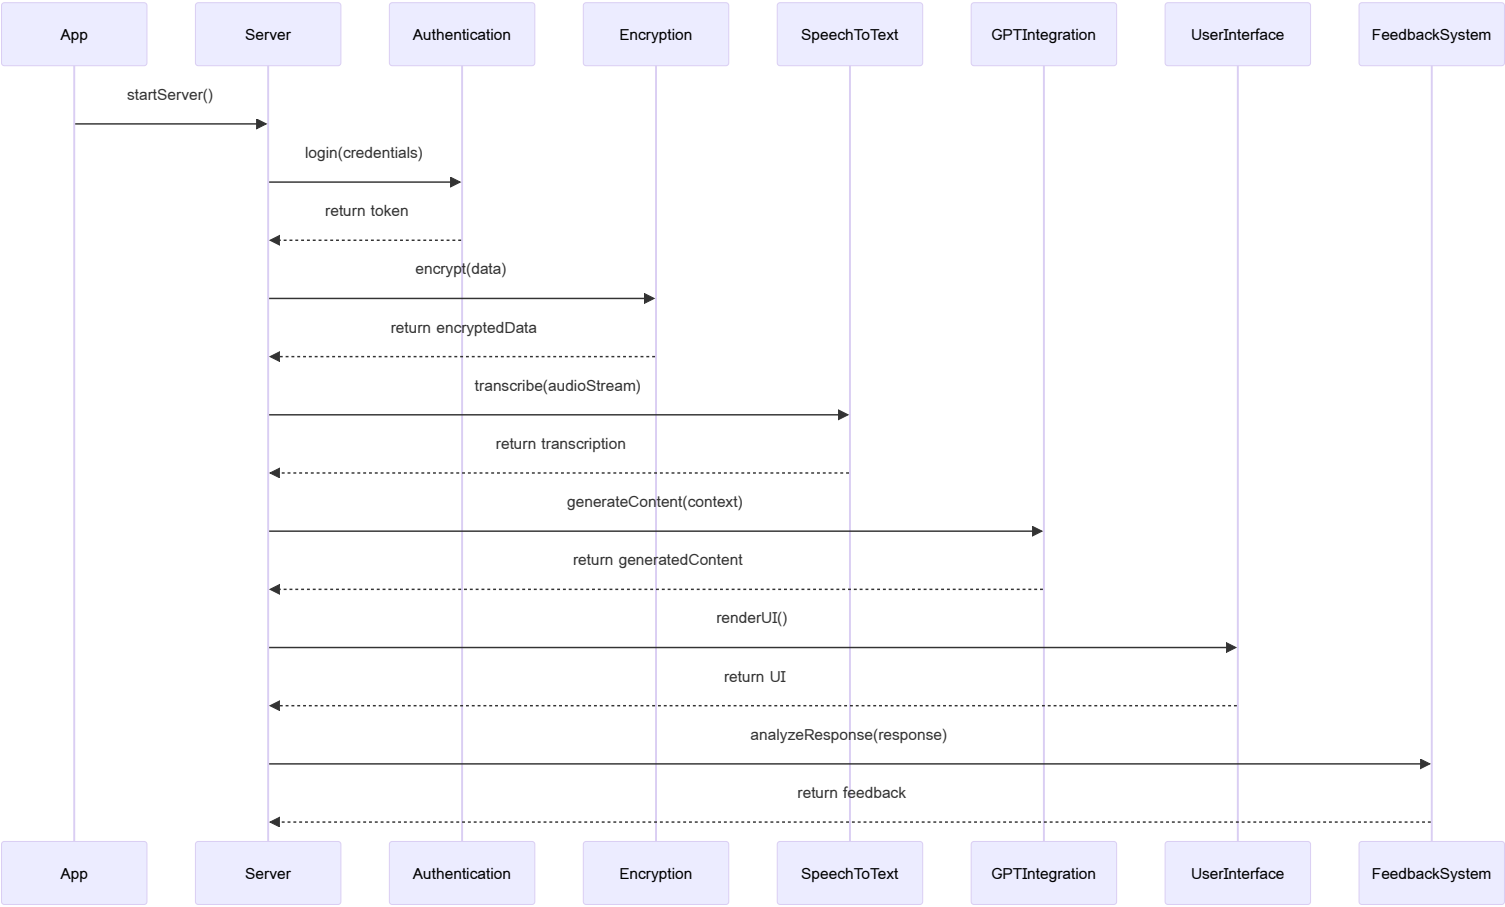 App
Server
Authentication
Encryption
SpeechToText
GPTIntegration
UserInterface
FeedbackSystem
startServer()
login(credentials)
return token
encrypt(data)
return encryptedData
transcribe(audioStream)
return transcription
generateContent(context)
return generatedContent
renderUI()
return UI
analyzeResponse(response)
return feedback
App
Server
Authentication
Encryption
SpeechToText
GPTIntegration
UserInterface
FeedbackSystem